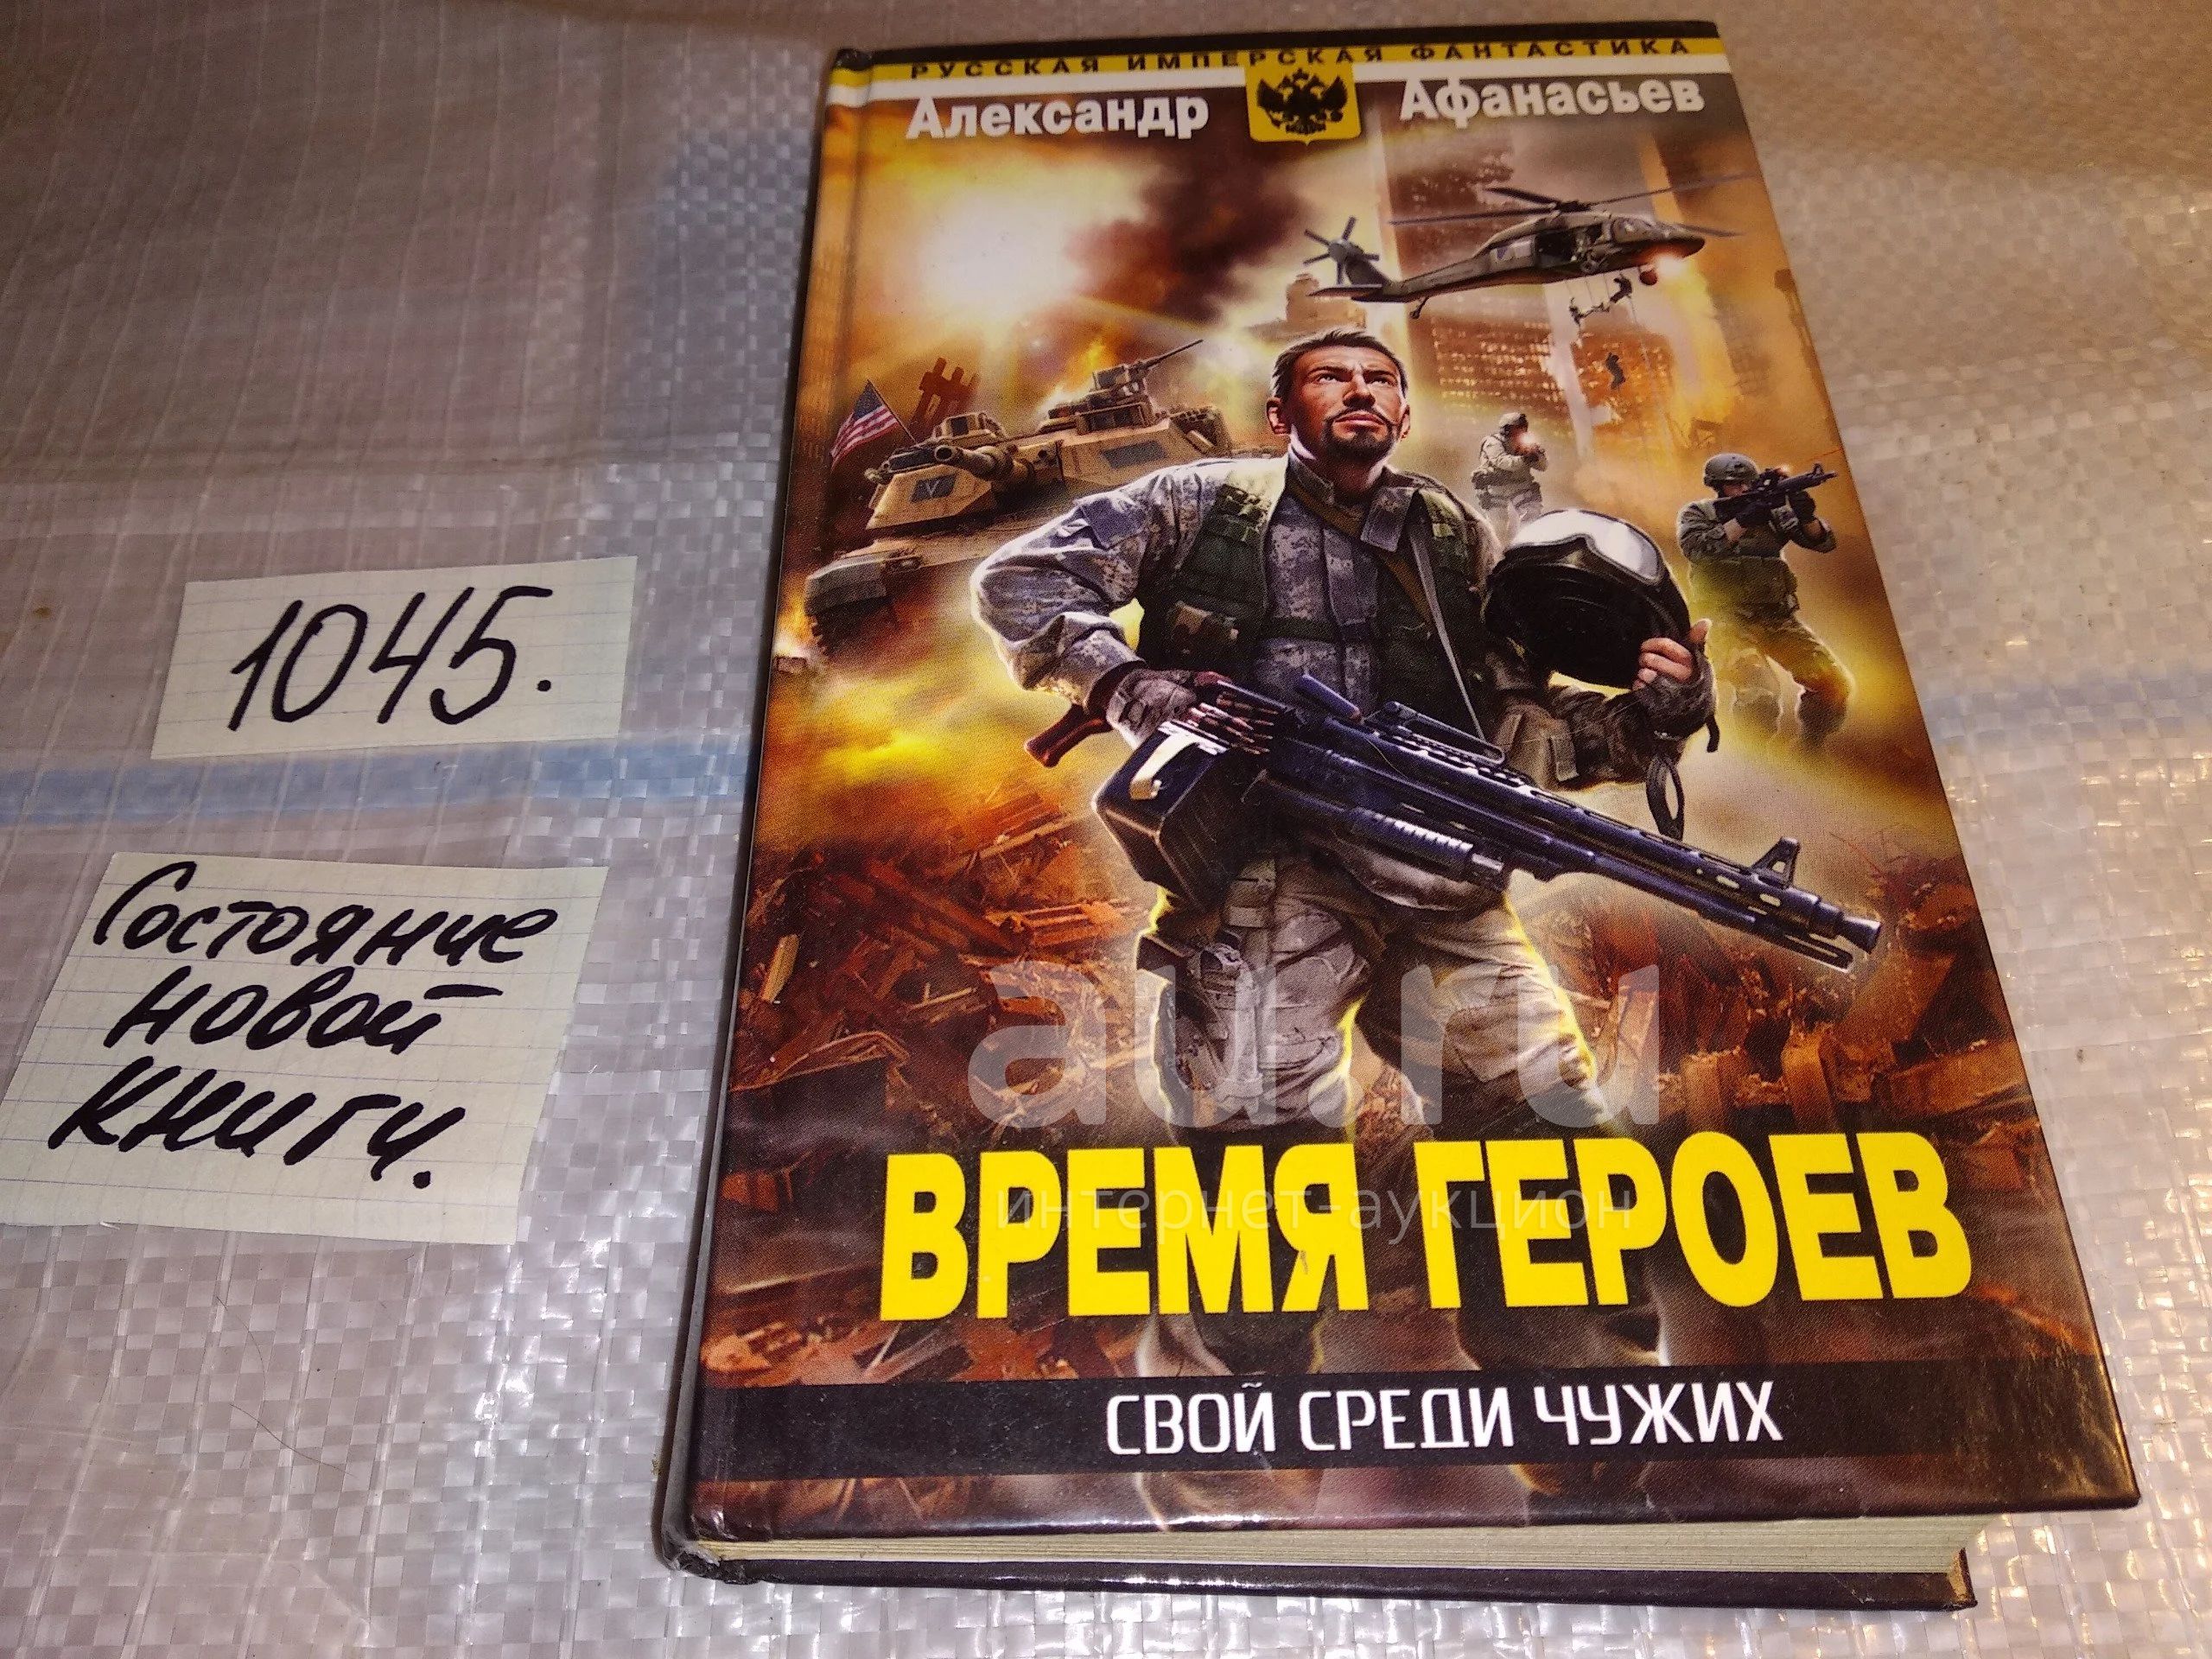 РУССКАЯ ИМПЕРСКАЯ ФАНТАСТИКА
Александр Афанасьев
1045.
Состояние
новой
книги.
au.ru
интернет-аукцион
ВРЕМЯ ГЕРОЕВ
СВОЙ СРЕДИ ЧУЖИХ